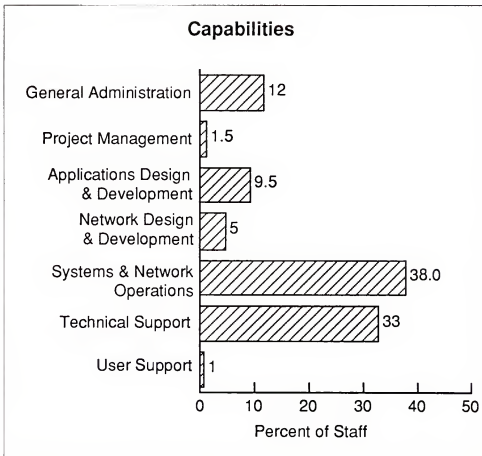 Capabilities
General Administration 12
Project Management 1.5
Applications Design
& Development 9.5
Network Design
& Development 5
Systems & Network
Operations 38.0
Technical Support 33
User Support 1
0 10 20 30 40 50
Percent of Staff